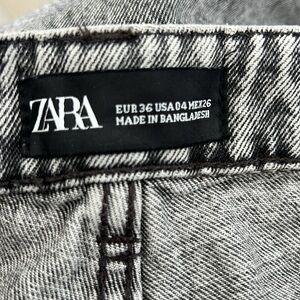 ZARA
EUR 36 USA 04 MEX 26
MADE IN BANGLADESH